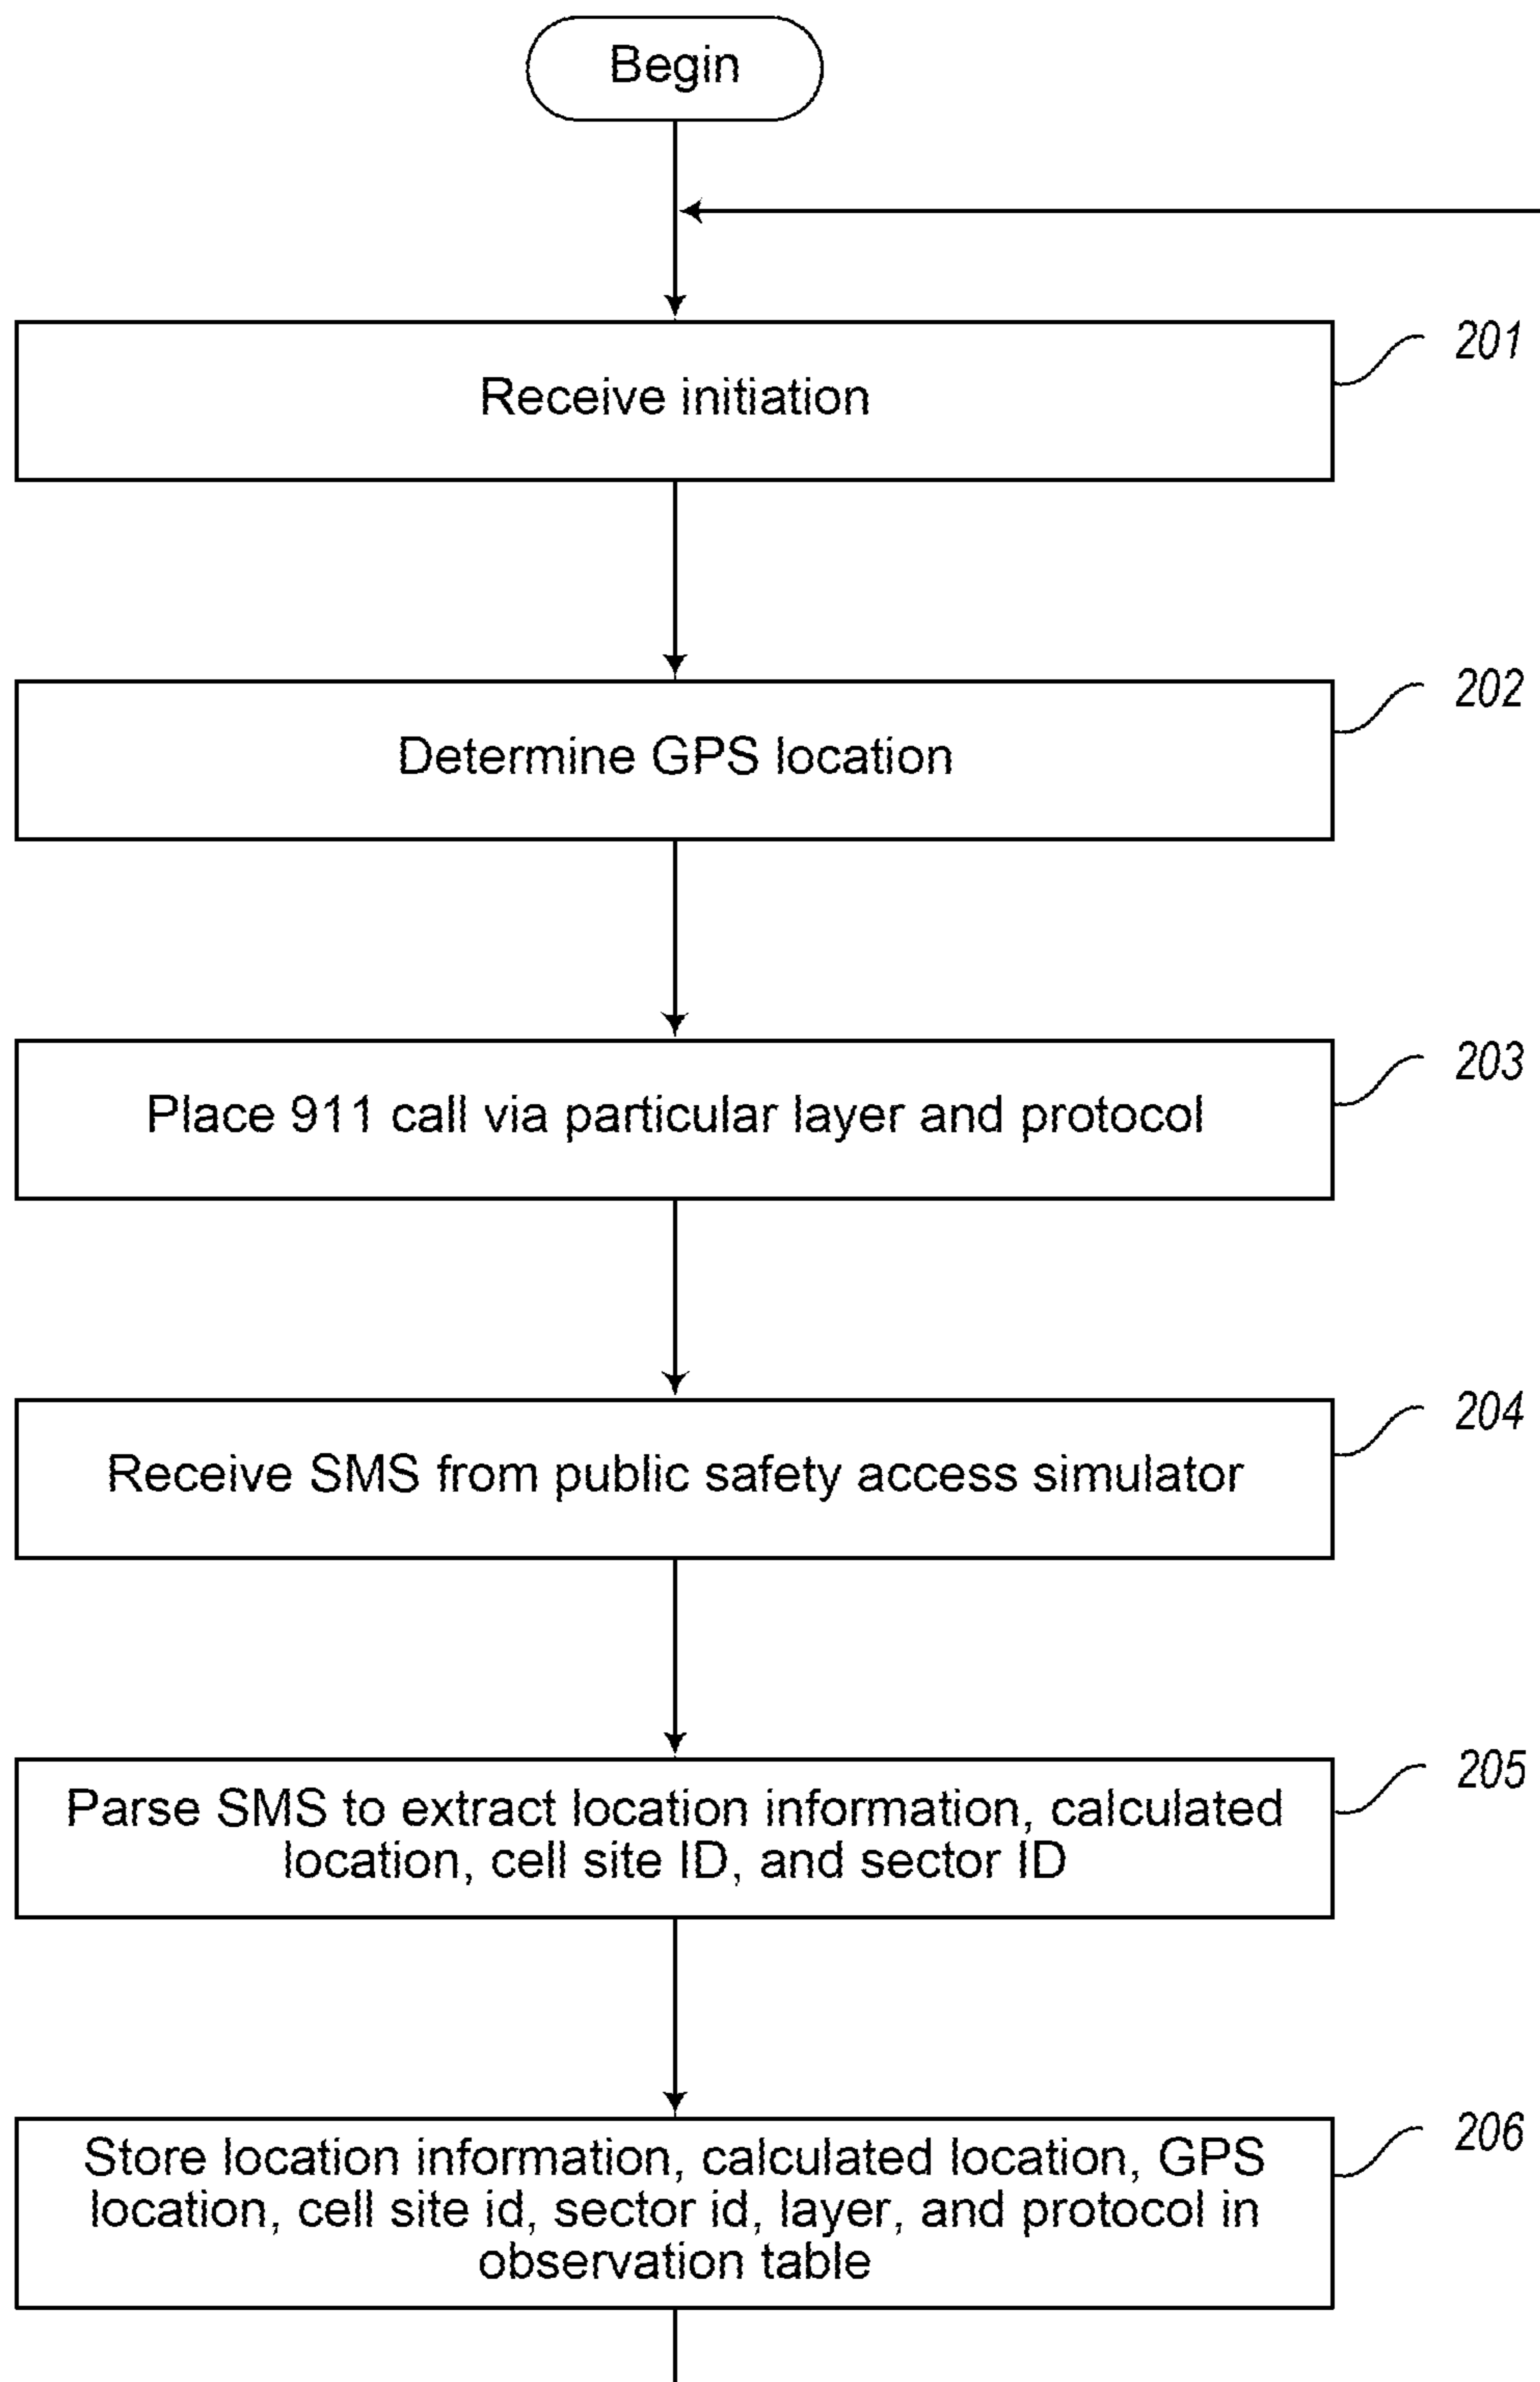 Begin
201
Receive initiation
202
Determine GPS location
203
Place 911 call via particular layer and protocol
204
Receive SMS from public safety access simulator
205
Parse SMS to extract location information, calculated
location, cell site ID, and sector ID
206
Store location information, calculated location, GPS
location, cell site id, sector id, layer, and protocol in
observation table